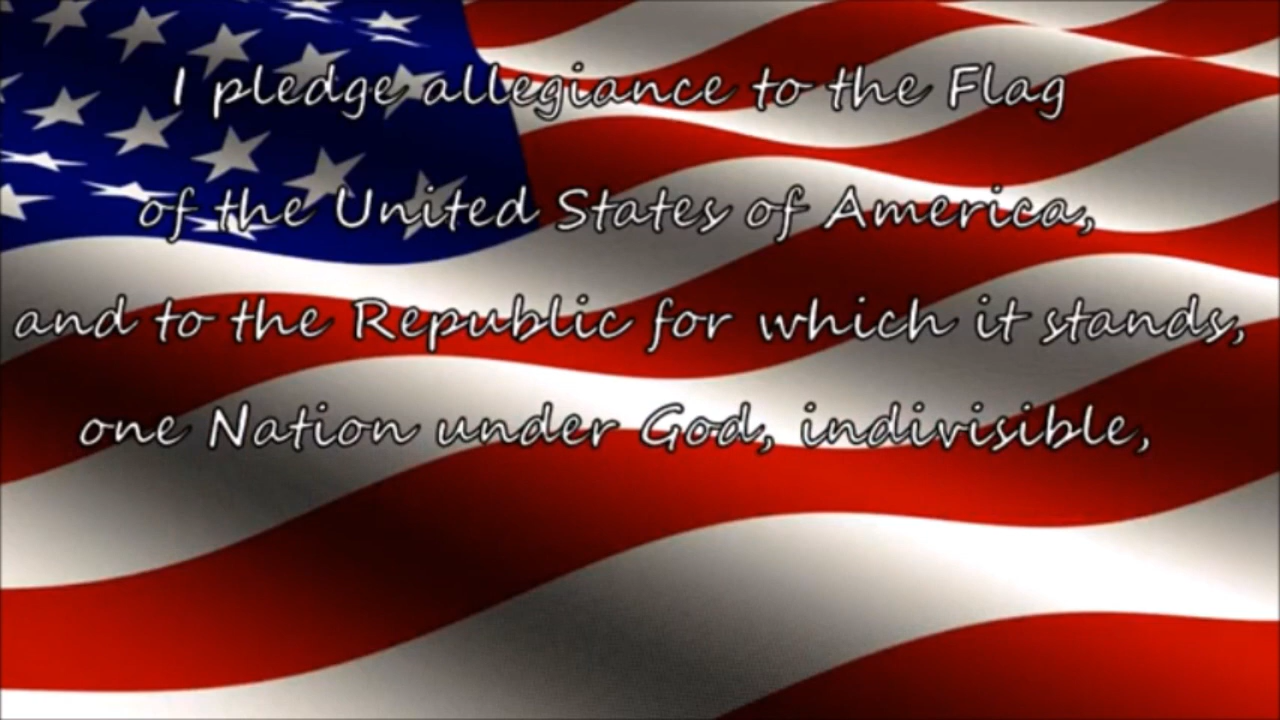 I pledge allegiance to the Flag
of the United States of America,
and to the Republic for which it stands,
one Nation under God, indivisible,